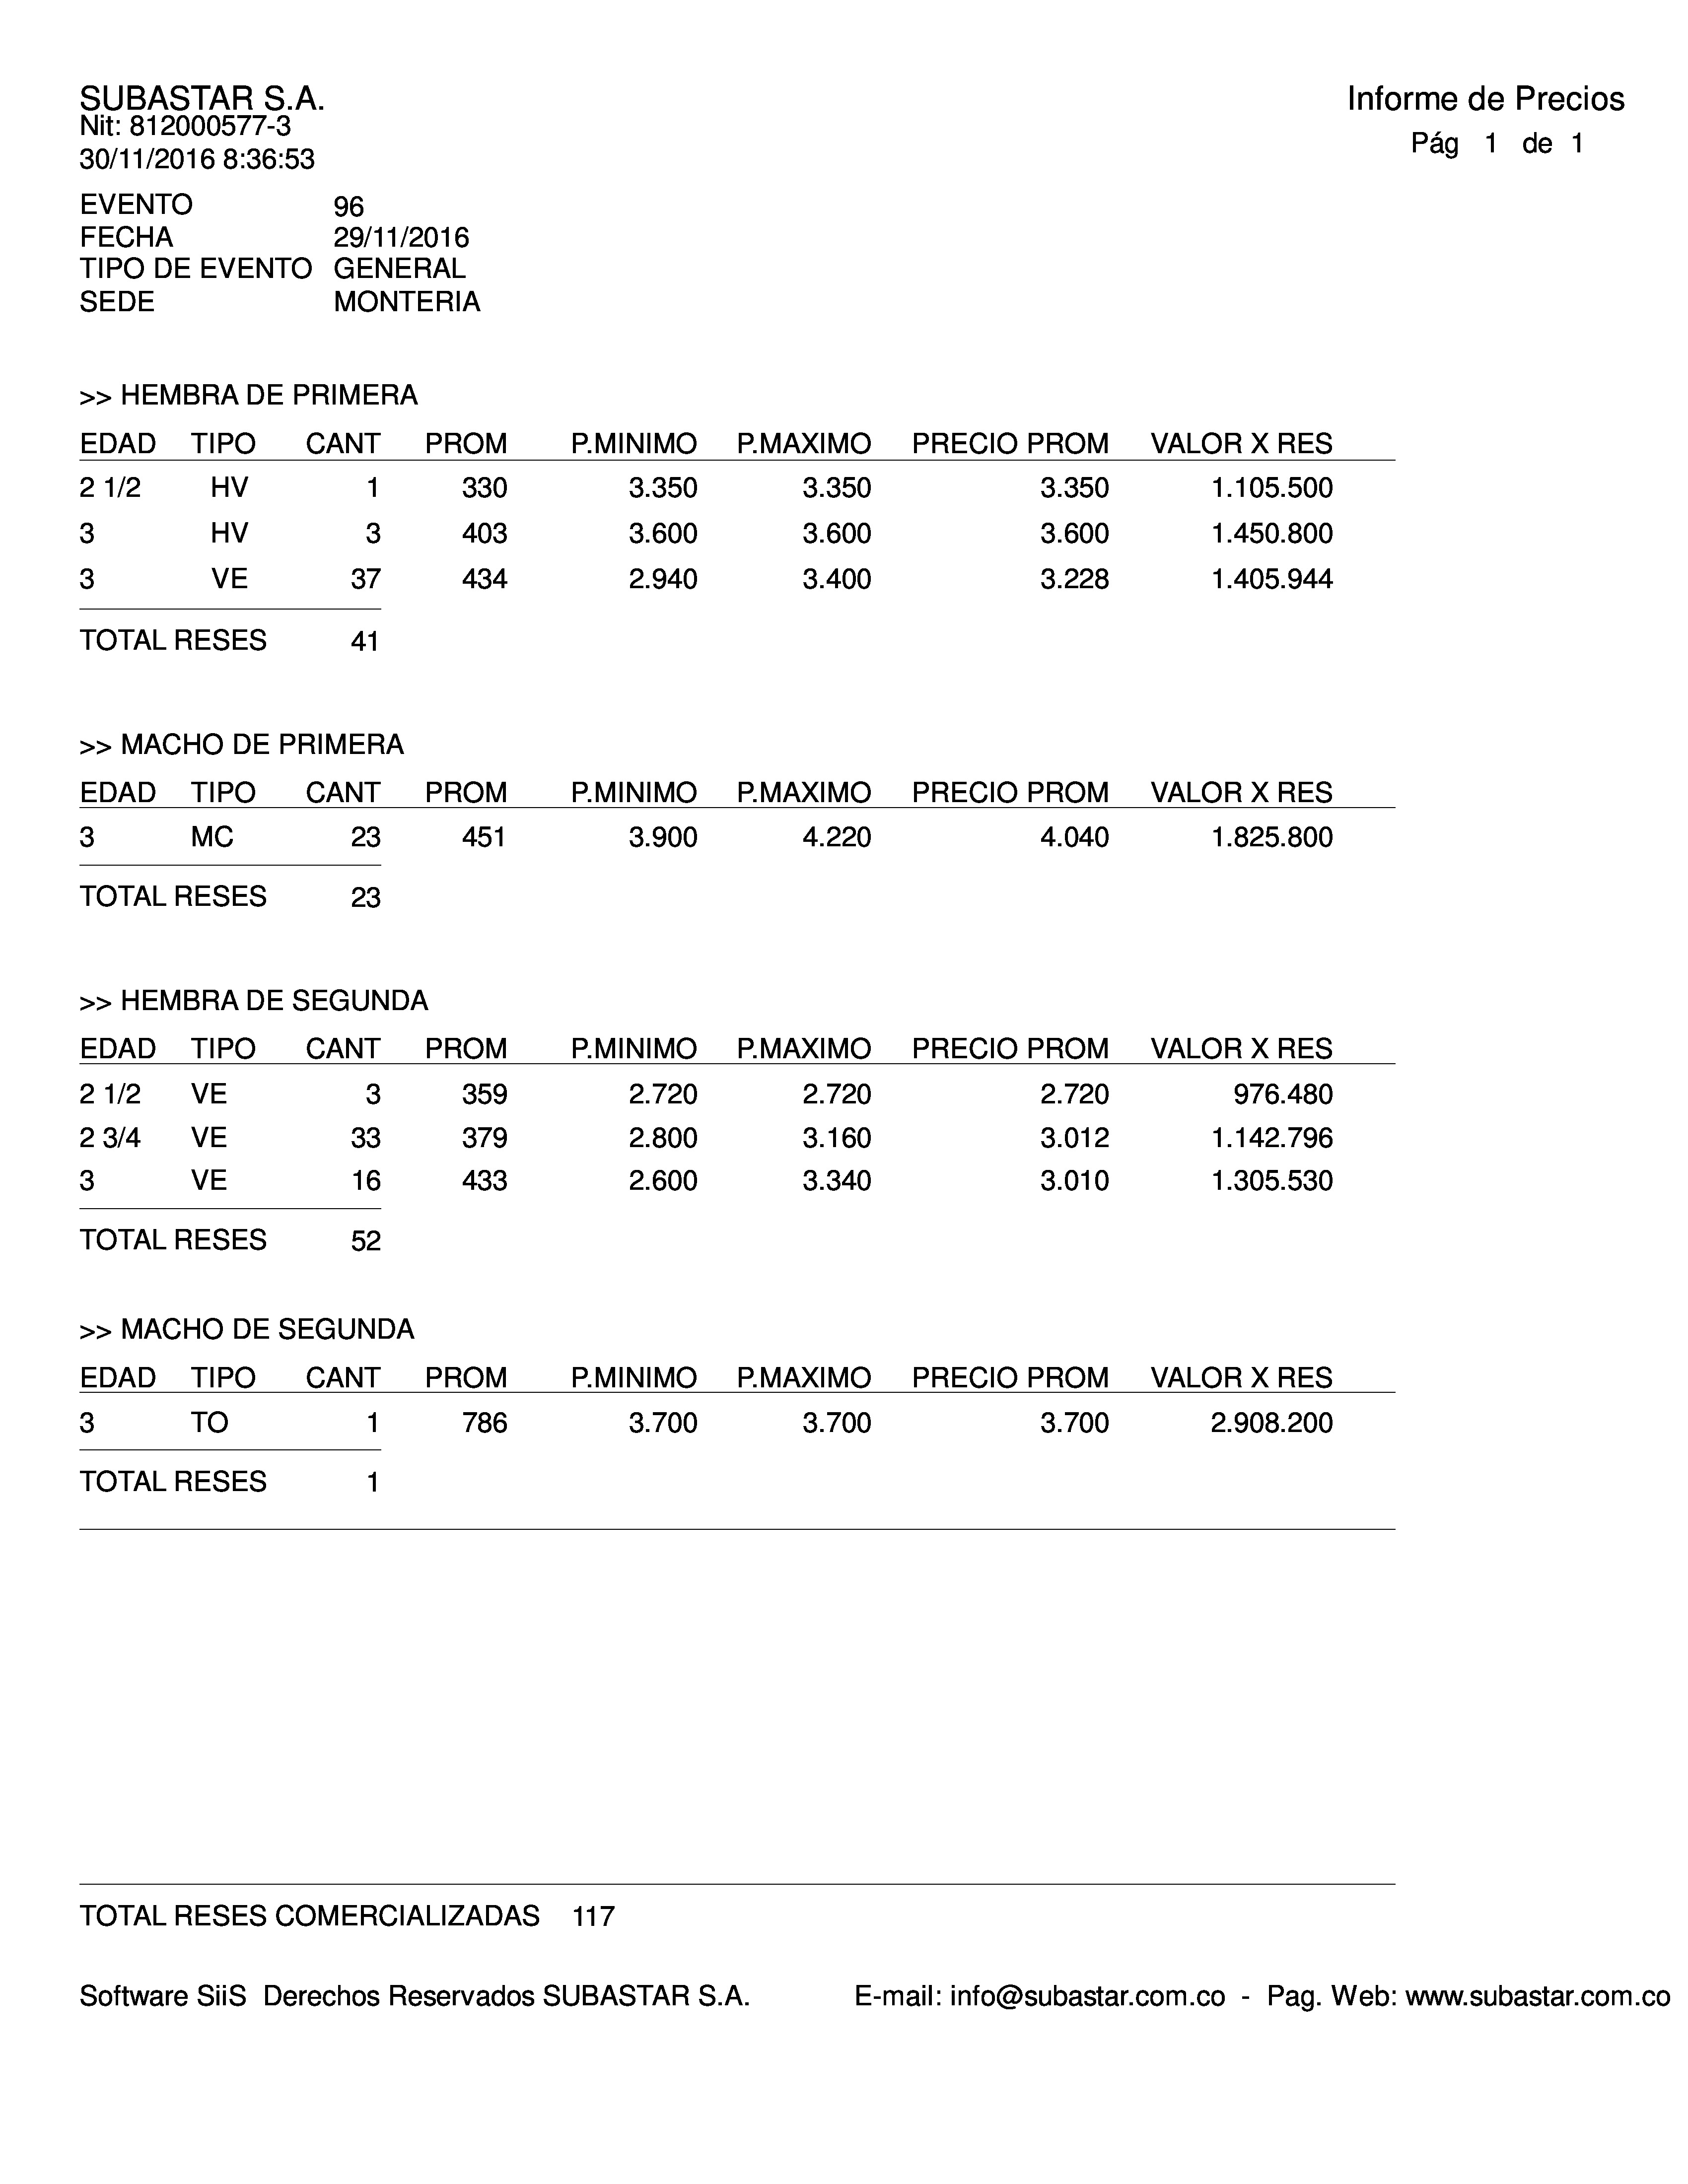 SUBASTAR S.A.
Informe de Precios
Nit: 812000577-3
Pág 1 de 1
30/11/2016 8:36:53
EVENTO 96
FECHA 29/11/2016
TIPO DE EVENTO GENERAL
SEDE MONTERIA
>> HEMBRA DE PRIMERA
EDAD TIPO CANT PROM P.MINIMO P.MAXIMO PRECIO PROM VALOR X RES
2 1/2 HV 1 330 3.350 3.350 3.350 1.105.500
3 HV 3 403 3.600 3.600 3.600 1.450.800
3 VE 37 434 2.940 3.400 3.228 1.405.944
TOTAL RESES 41
>> MACHO DE PRIMERA
EDAD TIPO CANT PROM P.MINIMO P.MAXIMO PRECIO PROM VALOR X RES
3 MC 23 451 3.900 4.220 4.040 1.825.800
TOTAL RESES 23
>> HEMBRA DE SEGUNDA
EDAD TIPO CANT PROM P.MINIMO P.MAXIMO PRECIO PROM VALOR X RES
2 1/2 VE 3 359 2.720 2.720 2.720 976.480
2 3/4 VE 33 379 2.800 3.160 3.012 1.142.796
3 VE 16 433 2.600 3.340 3.010 1.305.530
TOTAL RESES 52
>> MACHO DE SEGUNDA
EDAD TIPO CANT PROM P.MINIMO P.MAXIMO PRECIO PROM VALOR X RES
3 TO 1 786 3.700 3.700 3.700 2.908.200
TOTAL RESES 1
TOTAL RESES COMERCIALIZADAS 117
Software SiiS Derechos Reservados SUBASTAR S.A. E-mail: info@subastar.com.co - Pag. Web: www.subastar.com.co